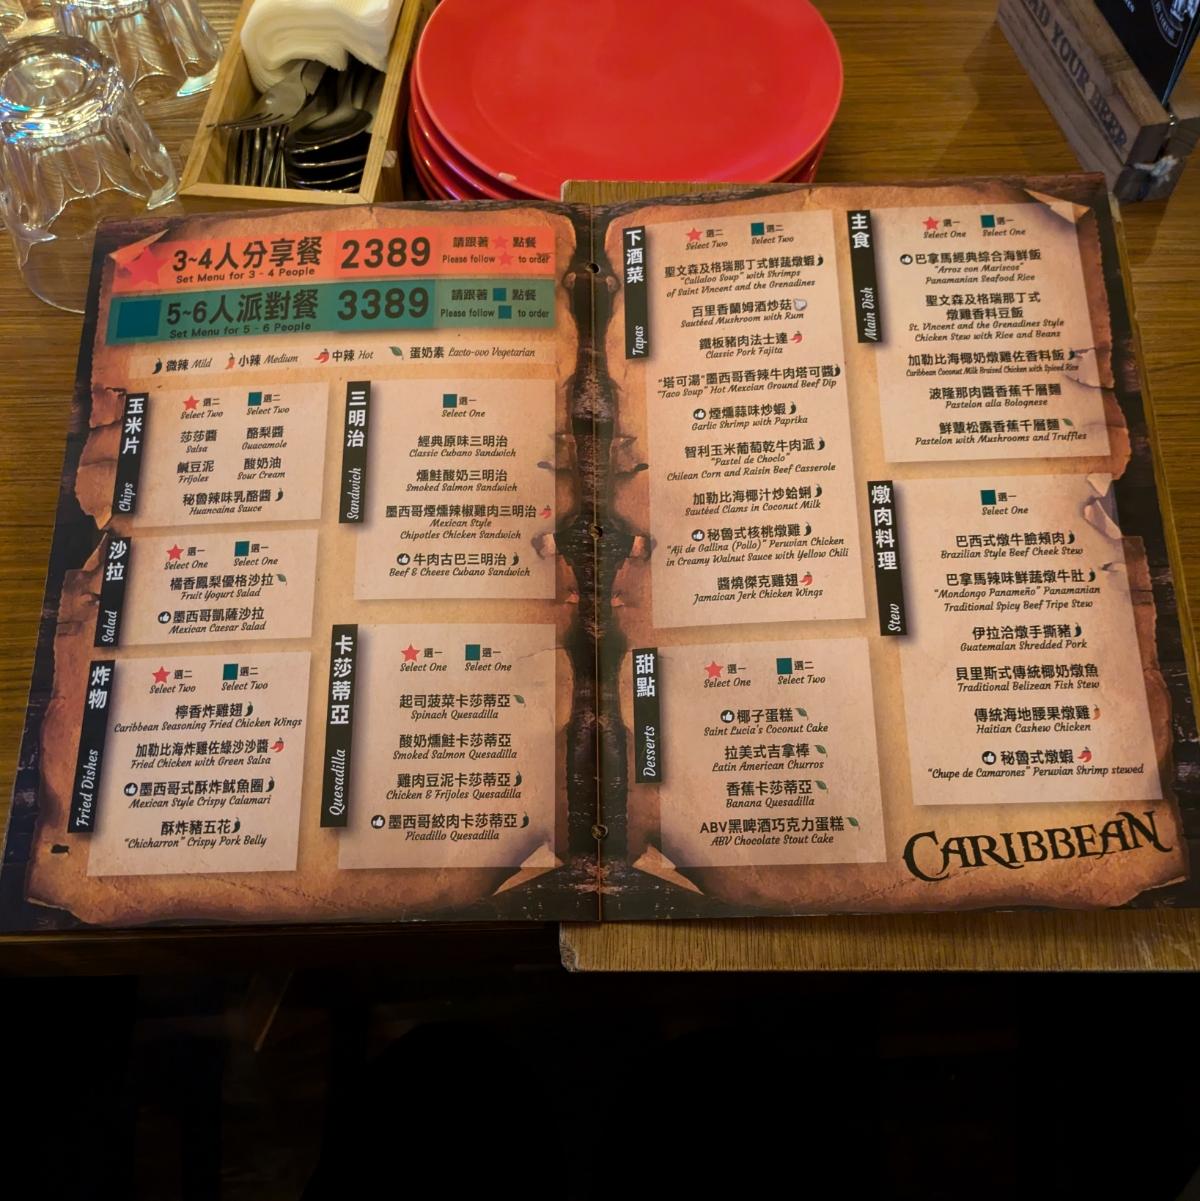 3~4人分享餐 2389 請跟著 點餐
Set Menu for 3 - 4 People Please follow to order
5~6人派對餐 3389 請跟著 點餐
Set Menu for 5 - 6 People Please follow to order
微辣 Mild 小辣 Medium 中辣 Hot 蛋奶素 Lacto-ovo Vegetarian
玉米片
Chips
選二 選二
Select Two Select Two
莎莎醬 酪梨醬
Salsa Guacamole
鹹豆泥 酸奶油
Frijoles Sour Cream
秘魯辣味乳酪醬
Huancaina Sauce
沙拉
Salad
選一 選一
Select One Select One
橘香鳳梨優格沙拉
Fruit Yogurt Salad
墨西哥凱薩沙拉
Mexican Caesar Salad
炸物
Fried Dishes
選二 選二
Select Two Select Two
檸香炸雞翅
Caribbean Seasoning Fried Chicken Wings
加勒比海炸雞佐綠沙沙醬
Fried Chicken with Green Salsa
墨西哥式酥炸魷魚圈
Mexican Style Crispy Calamari
酥炸豬五花
"Chicharron" Crispy Pork Belly
三明治
Sandwich
選一
Select One
經典原味三明治
Classic Cubano Sandwich
燻鮭酸奶三明治
Smoked Salmon Sandwich
墨西哥煙燻辣椒雞肉三明治
Mexican Style
Chipotles Chicken Sandwich
牛肉古巴三明治
Beef & Cheese Cubano Sandwich
卡莎蒂亞
Quesadilla
選一 選一
Select One Select One
起司菠菜卡莎蒂亞
Spinach Quesadilla
酸奶燻鮭卡莎蒂亞
Smoked Salmon Quesadilla
雞肉豆泥卡莎蒂亞
Chicken & Frijoles Quesadilla
墨西哥絞肉卡莎蒂亞
Picadillo Quesadilla
下酒菜
Tapas
選二 選二
Select Two Select Two
聖文森及格瑞那丁式鮮蔬燉蝦
"Callaloo Soup" with Shrimps
of Saint Vincent and the Grenadines
百里香蘭姆酒炒菇
Sautéed Mushroom with Rum
鐵板豬肉法士達
Classic Pork Fajita
"塔可湯"墨西哥香辣牛肉塔可醬
"Taco Soup" Hot Mexcian Ground Beef Dip
煙燻蒜味炒蝦
Garlic Shrimp with Paprika
智利玉米葡萄乾牛肉派
"Pastel de Choclo"
Chilean Corn and Raisin Beef Casserole
加勒比海椰汁炒蛤蜊
Sautéed Clams in Coconut Milk
秘魯式核桃燉雞
"Aji de Gallina (Pollo)" Peruvian Chicken
in Creamy Walnut Sauce with Yellow Chili
醬燒傑克雞翅
Jamaican Jerk Chicken Wings
甜點
Desserts
選一 選二
Select One Select Two
椰子蛋糕
Saint Lucia's Coconut Cake
拉美式吉拿棒
Latin American Churros
香蕉卡莎蒂亞
Banana Quesadilla
ABV黑啤酒巧克力蛋糕
ABV Chocolate Stout Cake
主食
Main Dish
選一 選一
Select One Select One
巴拿馬經典綜合海鮮飯
"Arroz con Mariscos"
Panamanian Seafood Rice
聖文森及格瑞那丁式
燉雞香料豆飯
St. Vincent and the Grenadines Style
Chicken Stew with Rice and Beans
加勒比海椰奶燉雞佐香料飯
Caribbean Coconut Milk Braised Chicken with Spiced Rice
波隆那肉醬香蕉千層麵
Pastelon alla Bolognese
鮮蕈松露香蕉千層麵
Pastelon with Mushrooms and Truffles
燉肉料理
Stew
選一
Select One
巴西式燉牛臉頰肉
Brazilian Style Beef Cheek Stew
巴拿馬辣味鮮蔬燉牛肚
"Mondongo Panameño" Panamanian
Traditional Spicy Beef Tripe Stew
伊拉洽燉手撕豬
Guatemalan Shredded Pork
貝里斯式傳統椰奶燉魚
Traditional Belizean Fish Stew
傳統海地腰果燉雞
Haitian Cashew Chicken
秘魯式燉蝦
"Chupe de Camarones" Peruvian Shrimp stewed
CARIBBEAN